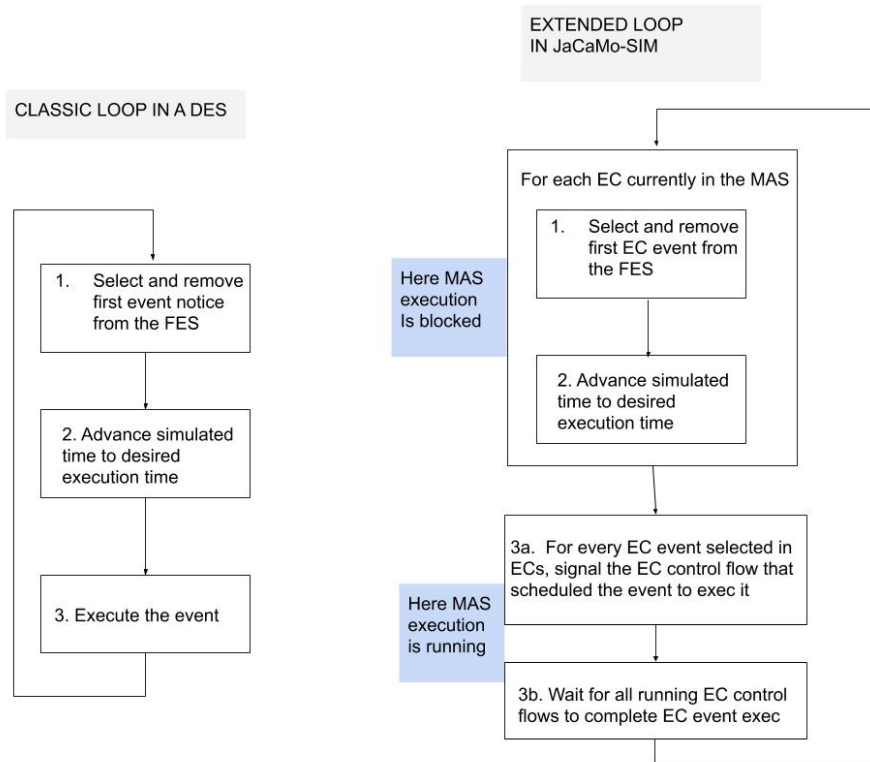 CLASSIC LOOP IN A DES
1. Select and remove
first event notice
from the FES
2. Advance simulated
time to desired
execution time
3. Execute the event
EXTENDED LOOP
IN JaCaMo-SIM
For each EC currently in the MAS
1. Select and remove
first EC event from
the FES
Here MAS
execution
Is blocked
2. Advance simulated
time to desired
execution time
3a. For every EC event selected in
ECs, signal the EC control flow that
scheduled the event to exec it
Here MAS
execution
is running
3b. Wait for all running EC control
flows to complete EC event exec